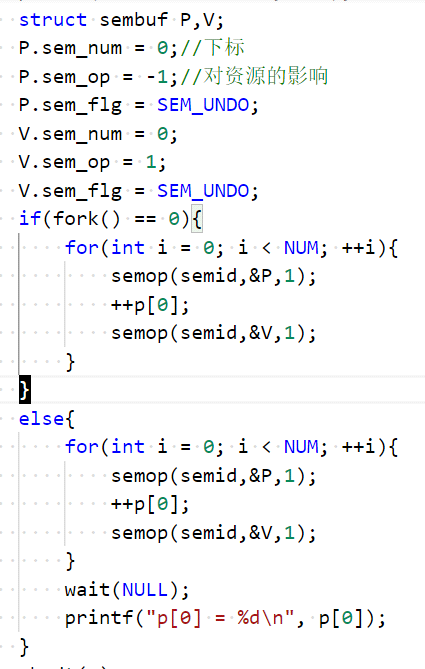 struct sembuf P,V;
P.sem_num = 0;//下标
P.sem_op = -1;//对资源的影响
P.sem_flg = SEM_UNDO;
V.sem_num = 0;
V.sem_op = 1;
V.sem_flg = SEM_UNDO;
if(fork() == 0){
for(int i = 0; i < NUM; ++i){
semop(semid,&P,1);
++p[0];
semop(semid,&V,1);
}
}
else{
for(int i = 0; i < NUM; ++i){
semop(semid,&P,1);
++p[0];
semop(semid,&V,1);
}
wait(NULL);
printf("p[0] = %d\n", p[0]);
}